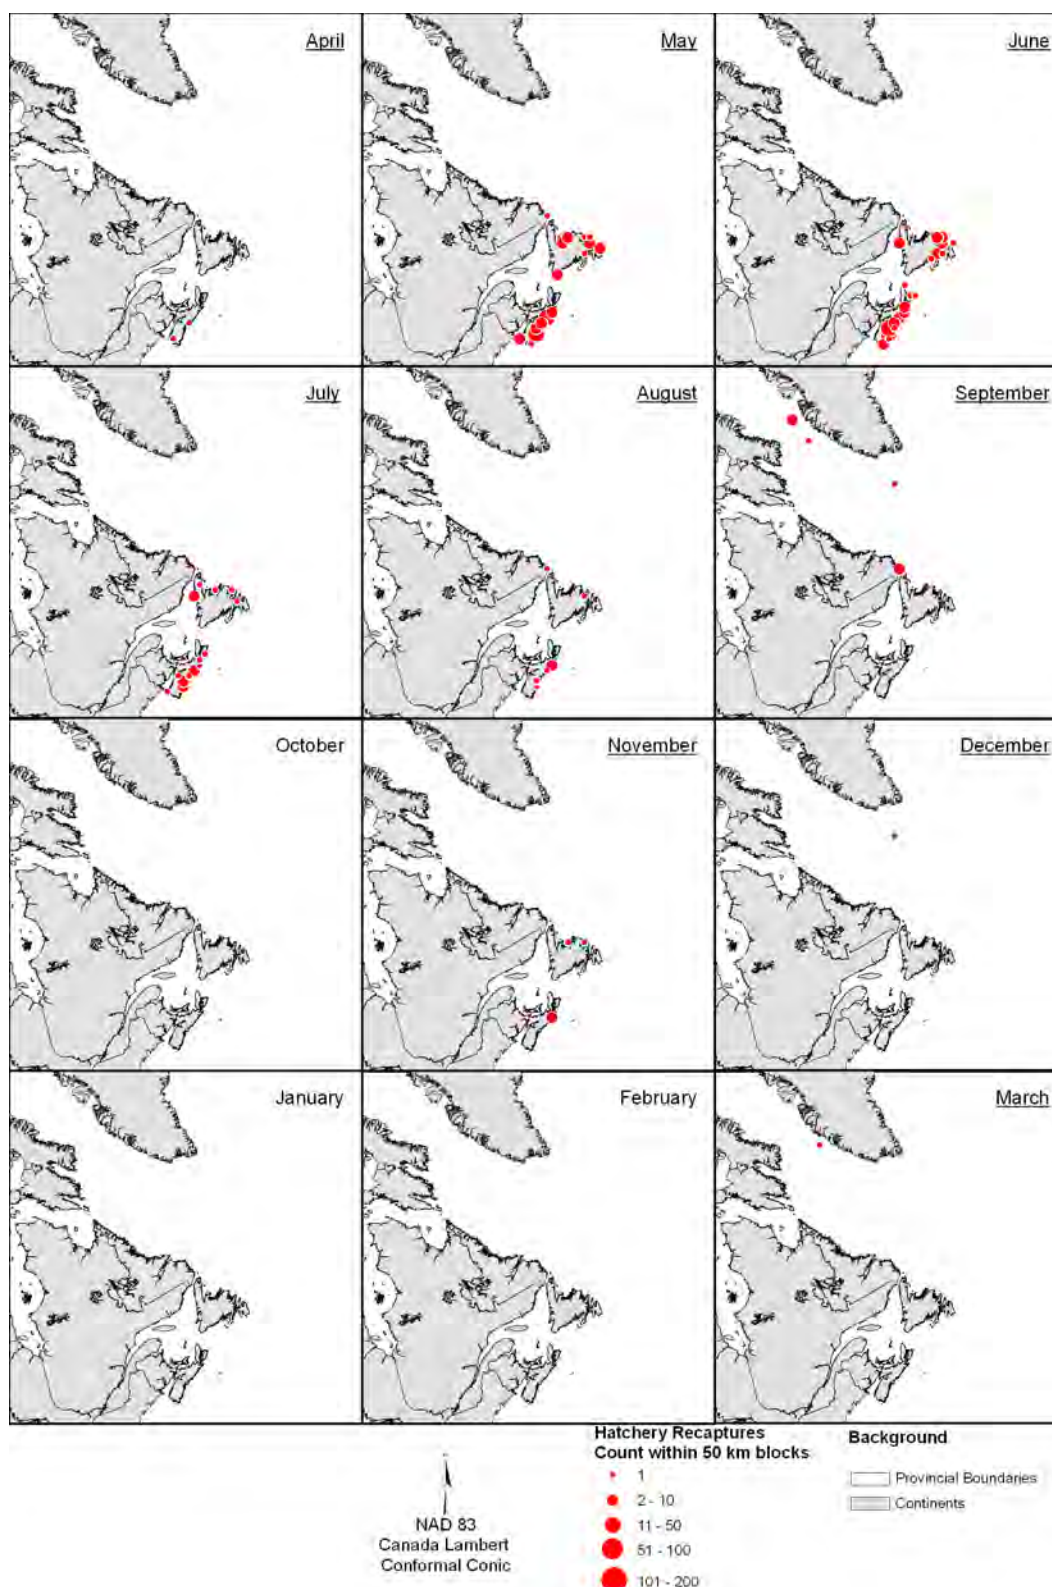 April
May
June
July
August
September
October
November
December
January
February
March
Hatchery Recaptures
Count within 50 km blocks
1
2 - 10
11 - 50
51 - 100
101 - 200
Background
Provincial Boundaries
Continents
NAD 83
Canada Lambert
Conformal Conic